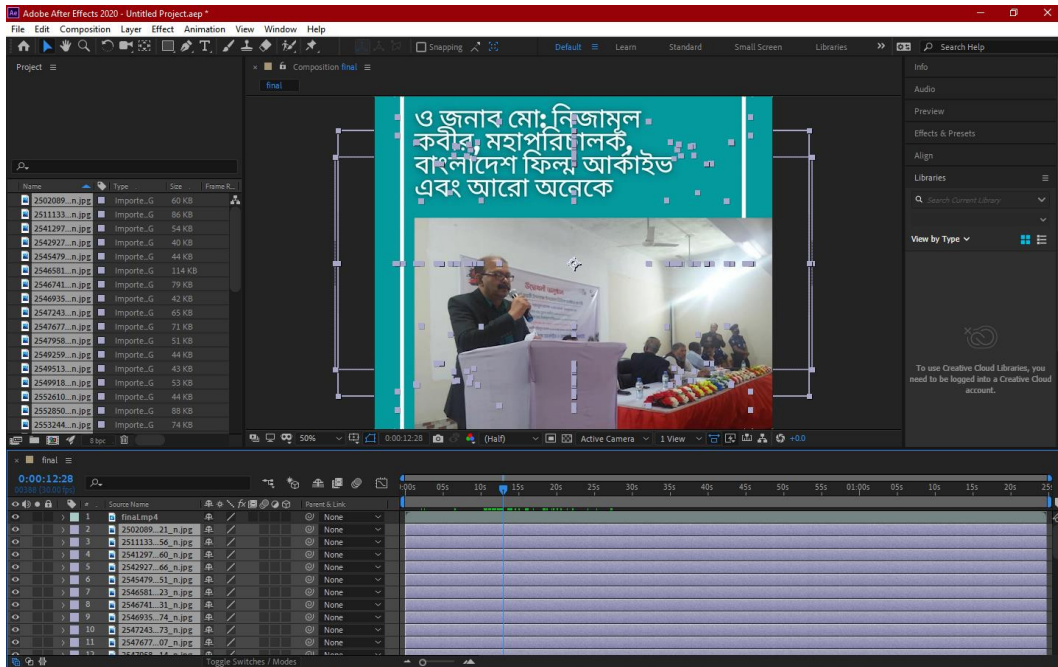 Adobe After Effects 2020 - Untitled Project.aep *
File Edit Composition Layer Effect Animation View Window Help
Snapping Default Learn Standard Small Screen Libraries Search Help
Project
Composition final
final
ও জনাব মো: নিজামূল
কবীর, মহাপরিচালক,
বাংলাদেশ ফিল্ম আর্কাইভ
এবং আরো অনেকে
Name Type Size Frame R...
2502089...n.jpg Importe...G 60 KB
2511133...n.jpg Importe...G 86 KB
2541297...n.jpg Importe...G 54 KB
2542927...n.jpg Importe...G 40 KB
2545479...n.jpg Importe...G 44 KB
2546581...n.jpg Importe...G 114 KB
2546741...n.jpg Importe...G 79 KB
2546935...n.jpg Importe...G 42 KB
2547243...n.jpg Importe...G 65 KB
2547677...n.jpg Importe...G 71 KB
2547958...n.jpg Importe...G 51 KB
2549259...n.jpg Importe...G 44 KB
2549513...n.jpg Importe...G 43 KB
2549918...n.jpg Importe...G 53 KB
2552610...n.jpg Importe...G 44 KB
2552850...n.jpg Importe...G 88 KB
2553244...n.jpg Importe...G 74 KB
8 bpc
50% 0:00:12:28 (Half) Active Camera 1 View +0.0
Info
Audio
Preview
Effects & Presets
Align
Libraries
Search Current Library
View by Type
To use Creative Cloud Libraries, you
need to be logged into a Creative Cloud
account.
final
0:00:12:28
00388 (30.00 fps)
# Source Name Parent & Link
05s 10s 15s 20s 25s 30s 35s 40s 45s 50s 55s 01:00s 05s 10s 15s 20s 25s
1 final.mp4 None
2 2502089...21_n.jpg None
3 2511133...56_n.jpg None
4 2541297...60_n.jpg None
5 2542927...66_n.jpg None
6 2545479...51_n.jpg None
7 2546581...23_n.jpg None
8 2546741...31_n.jpg None
9 2546935...74_n.jpg None
10 2547243...73_n.jpg None
11 2547677...07_n.jpg None
Toggle Switches / Modes